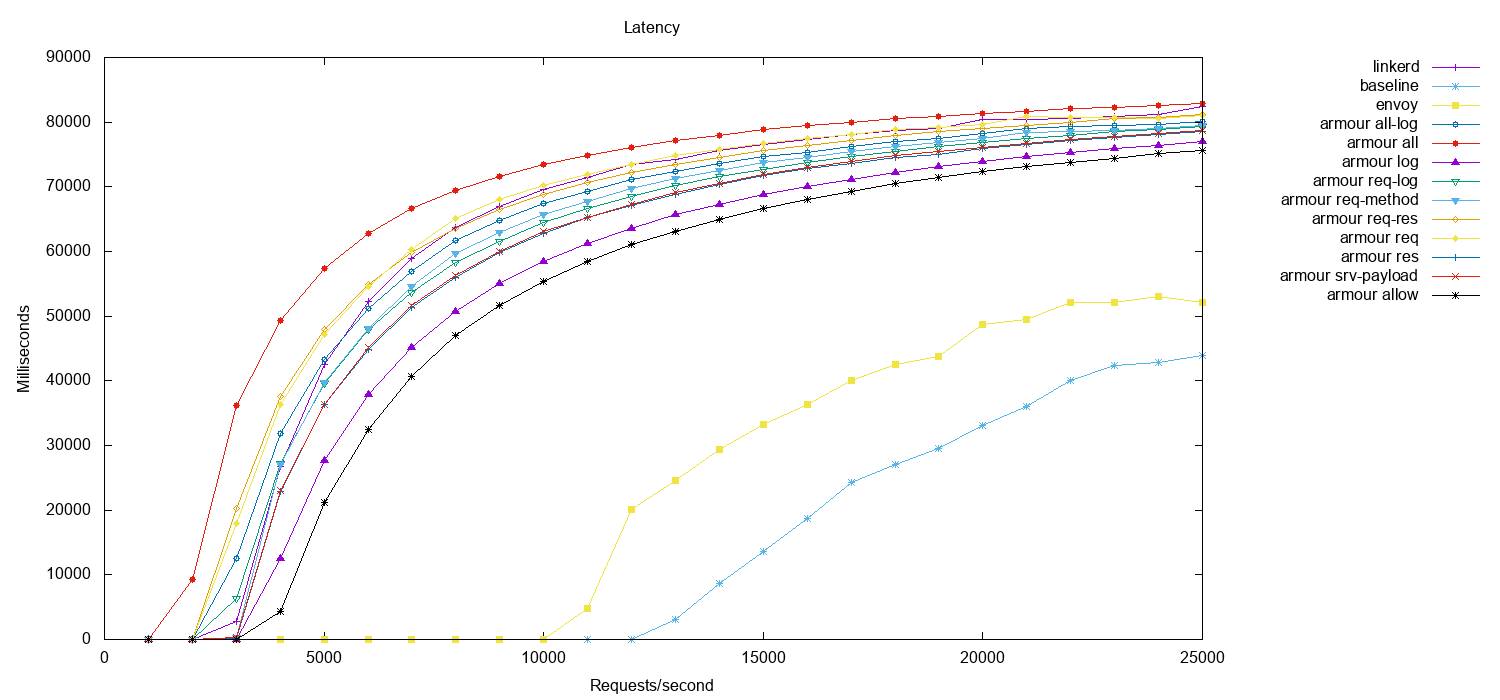 Latency
90000
80000
70000
60000
50000
40000
30000
20000
10000
0
Milliseconds
0 5000 10000 15000 20000 25000
Requests/second
linkerd
baseline
envoy
armour all-log
armour all
armour log
armour req-log
armour req-method
armour req-res
armour req
armour res
armour srv-payload
armour allow